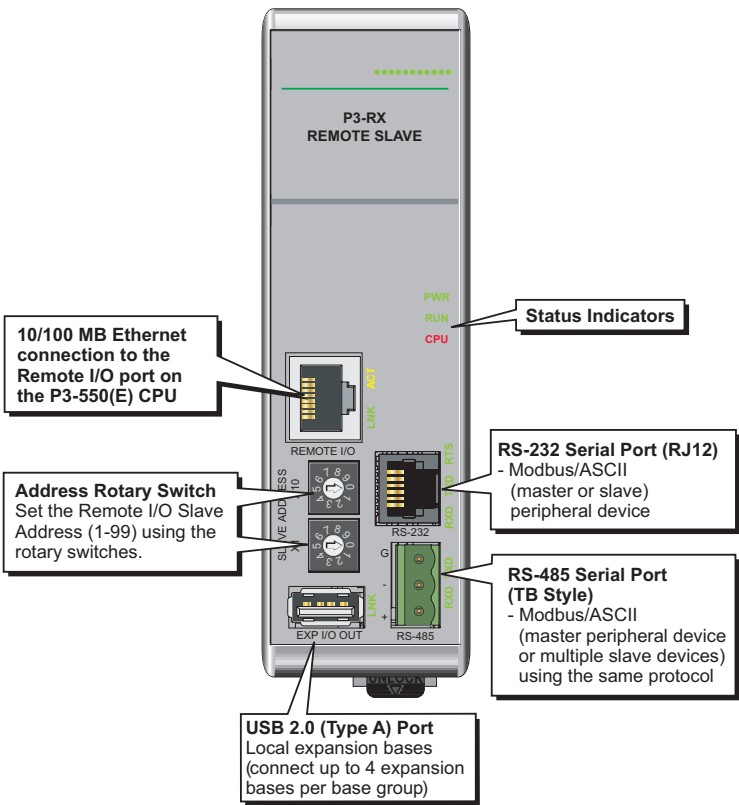 P3-RX
REMOTE SLAVE
PWR
RUN
CPU
Status Indicators
10/100 MB Ethernet
connection to the
Remote I/O port on
the P3-550(E) CPU
ACT
LNK
REMOTE I/O
Address Rotary Switch
Set the Remote I/O Slave
Address (1-99) using the
rotary switches.
SLAVE ADDRESS
X10
X1
RTS
TXD
RXD
RS-232
RS-232 Serial Port (RJ12)
- Modbus/ASCII
(master or slave)
peripheral device
G
-
+
TXD
RXD
RS-485
RS-485 Serial Port
(TB Style)
- Modbus/ASCII
(master peripheral device
or multiple slave devices)
using the same protocol
LNK
EXP I/O OUT
UNLOCK
USB 2.0 (Type A) Port
Local expansion bases
(connect up to 4 expansion
bases per base group)